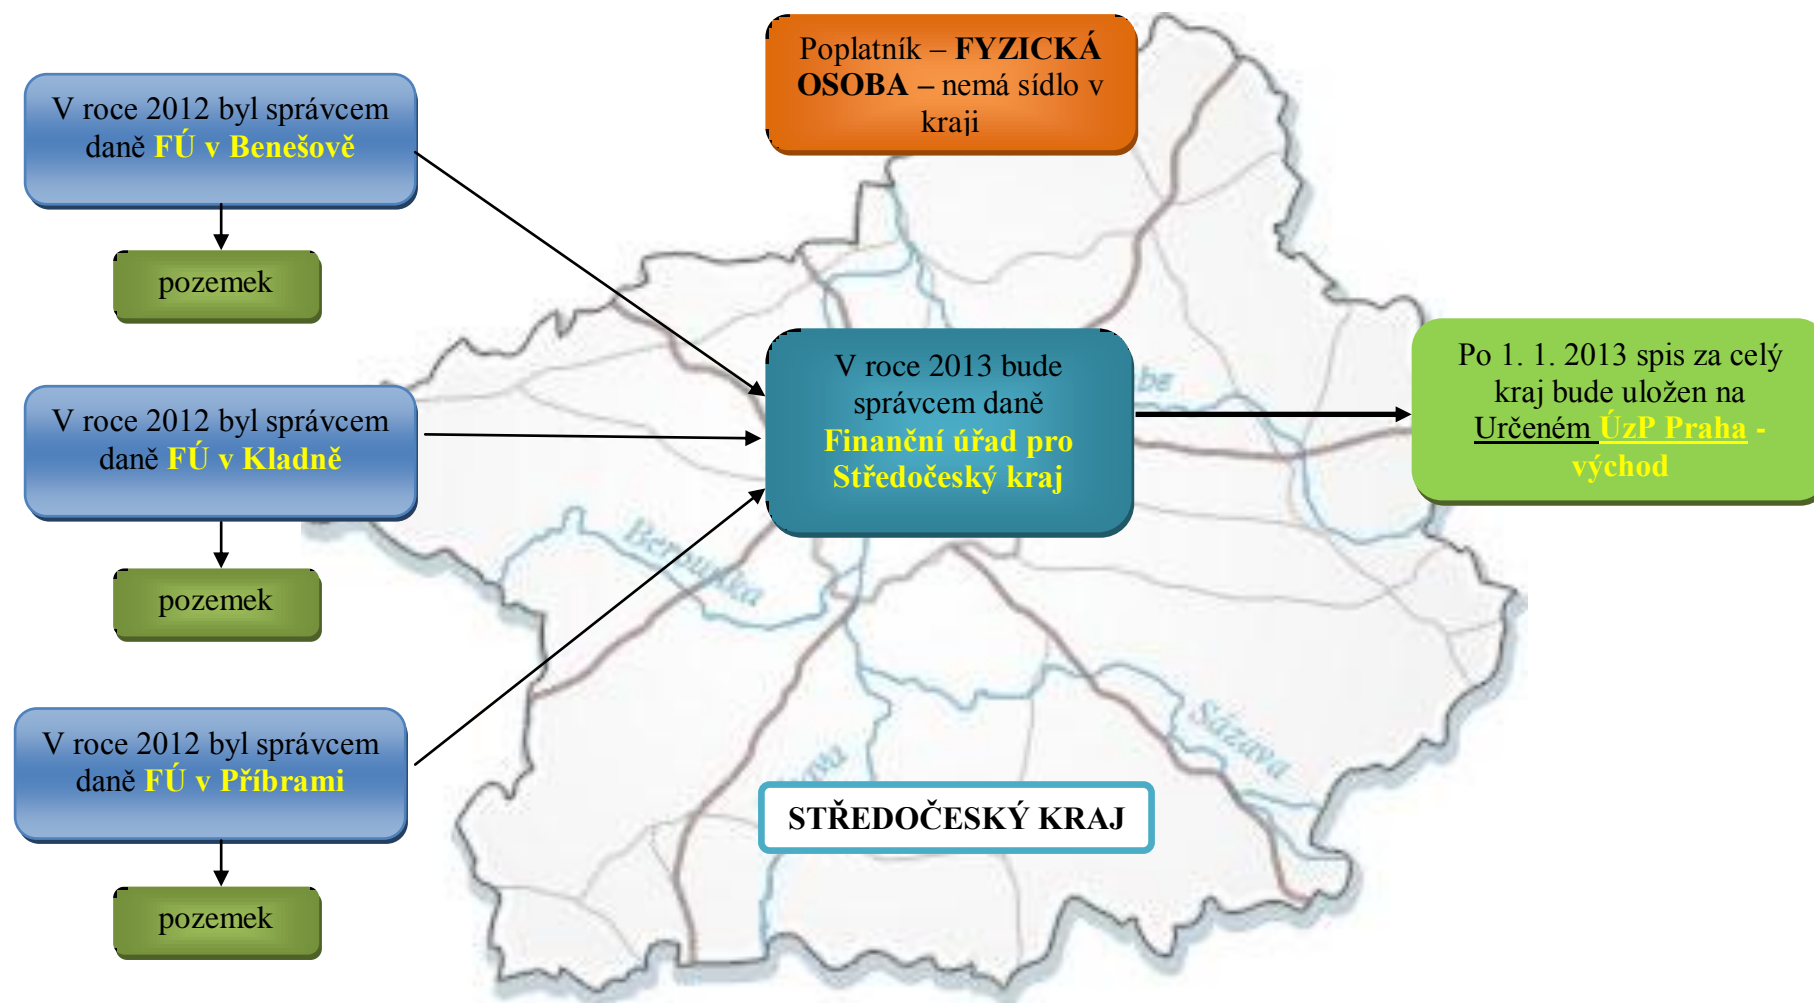 Poplatník – FYZICKÁ
OSOBA – nemá sídlo v
kraji
V roce 2012 byl správcem
daně FÚ v Benešově
pozemek
V roce 2012 byl správcem
daně FÚ v Kladně
pozemek
V roce 2012 byl správcem
daně FÚ v Příbrami
pozemek
V roce 2013 bude
správcem daně
Finanční úřad pro
Středočeský kraj
Po 1. 1. 2013 spis za celý
kraj bude uložen na
Určeném ÚzP Praha -
východ
Berounka
Sázava
STŘEDOČESKÝ KRAJ